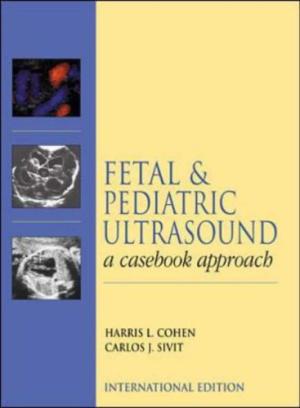 FETAL &
PEDIATRIC
ULTRASOUND
a casebook approach
HARRIS L. COHEN
CARLOS J. SIVIT
INTERNATIONAL EDITION